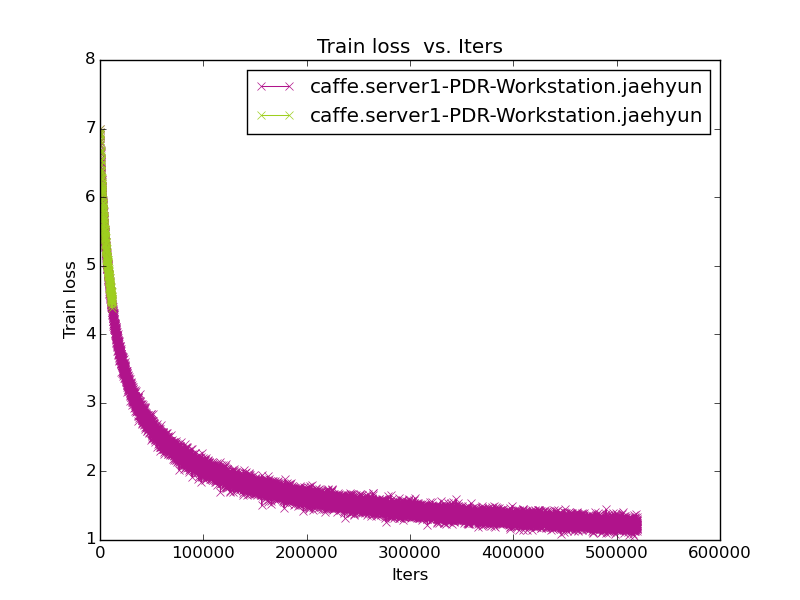 Train loss  vs. Iters
8
caffe.server1-PDR-Workstation.jaehyun
caffe.server1-PDR-Workstation.jaehyun
7
6
5
4
3
2
1
Train loss
0 100000 200000 300000 400000 500000 600000
Iters